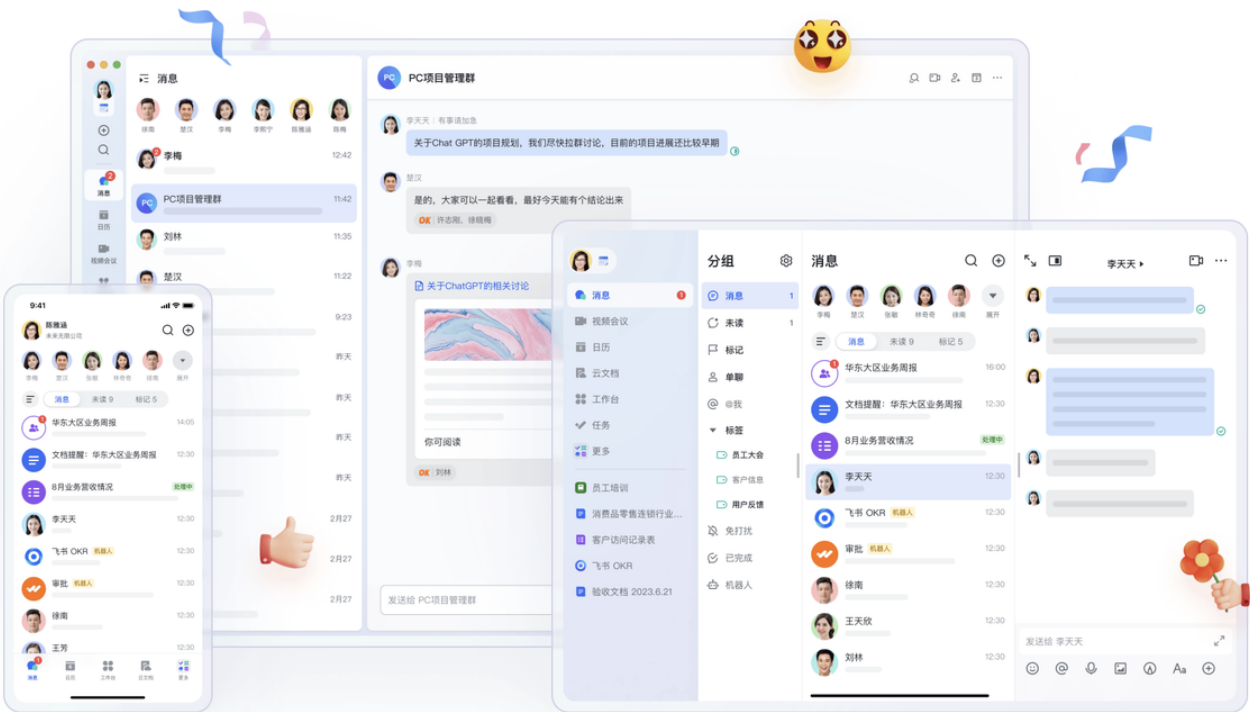 消息
PC
PC项目管理群
徐南
楚汉
李梅
李熙宁
陈雅涵
陈梅
2
李梅
12:42
PC
PC项目管理群
11:42
刘林
11:35
楚汉
11:22
9:23
昨天
昨天
昨天
昨天
2月27
2月27
2月27
2
消息
日历
视频会议
李天天
有事请加急
关于Chat GPT的项目规划，我们尽快拉群讨论，目前的项目进展还比较早期
楚汉
是的，大家可以一起看看，最好今天能有个结论出来
OK 许志刚，徐晓梅
李梅
关于ChatGPT的相关讨论
你可阅读
OK 刘林
发送给 PC项目管理群
9:41
陈雅涵
未来无限公司
李梅
楚汉
张敏
林奇奇
徐南
展开
消息
未读 9
标记 5
1
华东大区业务周报
14:05
文档提醒：华东大区业务周报
12:30
8月业务营收情况
处理中
李天天
12:30
飞书 OKR
机器人
12:30
审批
机器人
12:30
徐南
12:30
王芳
12:30
1
消息
日历
工作台
云文档
更多
消息
1
视频会议
日历
云文档
工作台
任务
更多
员工培训
消费品零售连锁行业...
客户访问记录表
飞书 OKR
验收文档 2023.6.21
分组
消息
1
未读
1
标记
单聊
@我
标签
员工大会
客户信息
用户反馈
免打扰
已完成
机器人
消息
李梅
楚汉
张敏
林奇奇
徐南
展开
消息
未读 9
标记 5
1
华东大区业务周报
16:00
文档提醒：华东大区业务周报
12:30
8月业务营收情况
处理中
李天天
12:30
飞书 OKR
机器人
12:30
审批
机器人
12:30
徐南
12:30
王天欣
12:30
刘林
12:30
李天天
发送给 李天天
Aa